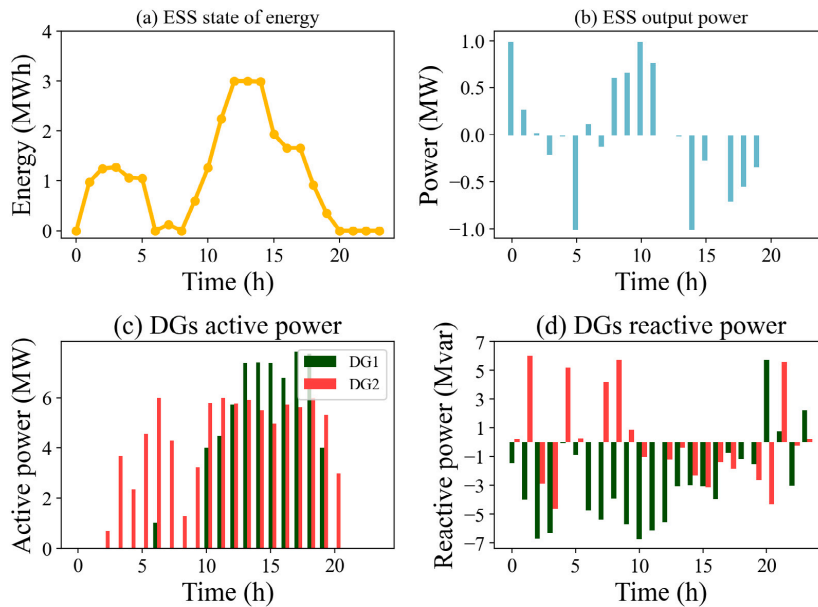 (a) ESS state of energy
4
3
2
1
0
Energy (MWh)
0 5 10 15 20
Time (h)
(b) ESS output power
1.0
0.5
0.0
−0.5
−1.0
Power (MW)
0 5 10 15 20
Time (h)
(c) DGs active power
6
4
2
0
Active power (MW)
DG1
DG2
0 5 10 15 20
Time (h)
(d) DGs reactive power
7
5
3
1
−1
−3
−5
−7
Reactive power (Mvar)
0 5 10 15 20
Time (h)